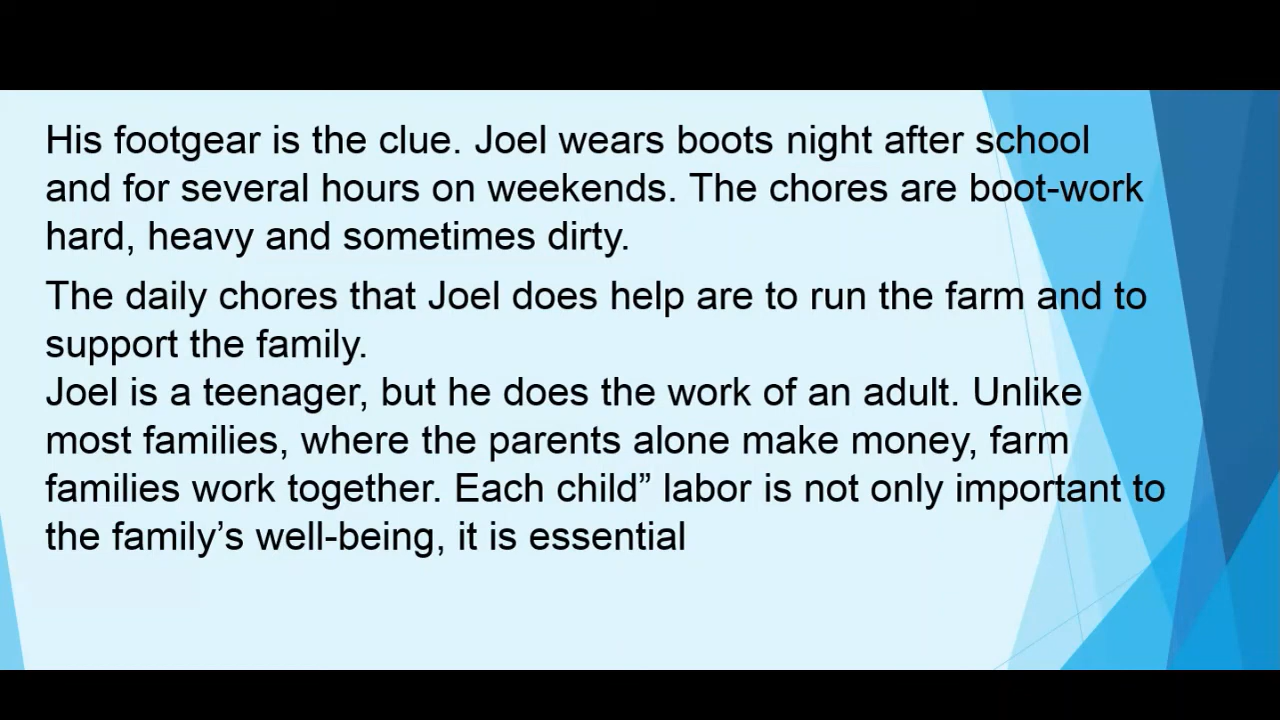 His footgear is the clue. Joel wears boots night after school
and for several hours on weekends. The chores are boot-work
hard, heavy and sometimes dirty.
The daily chores that Joel does help are to run the farm and to
support the family.
Joel is a teenager, but he does the work of an adult. Unlike
most families, where the parents alone make money, farm
families work together. Each child” labor is not only important to
the family’s well-being, it is essential